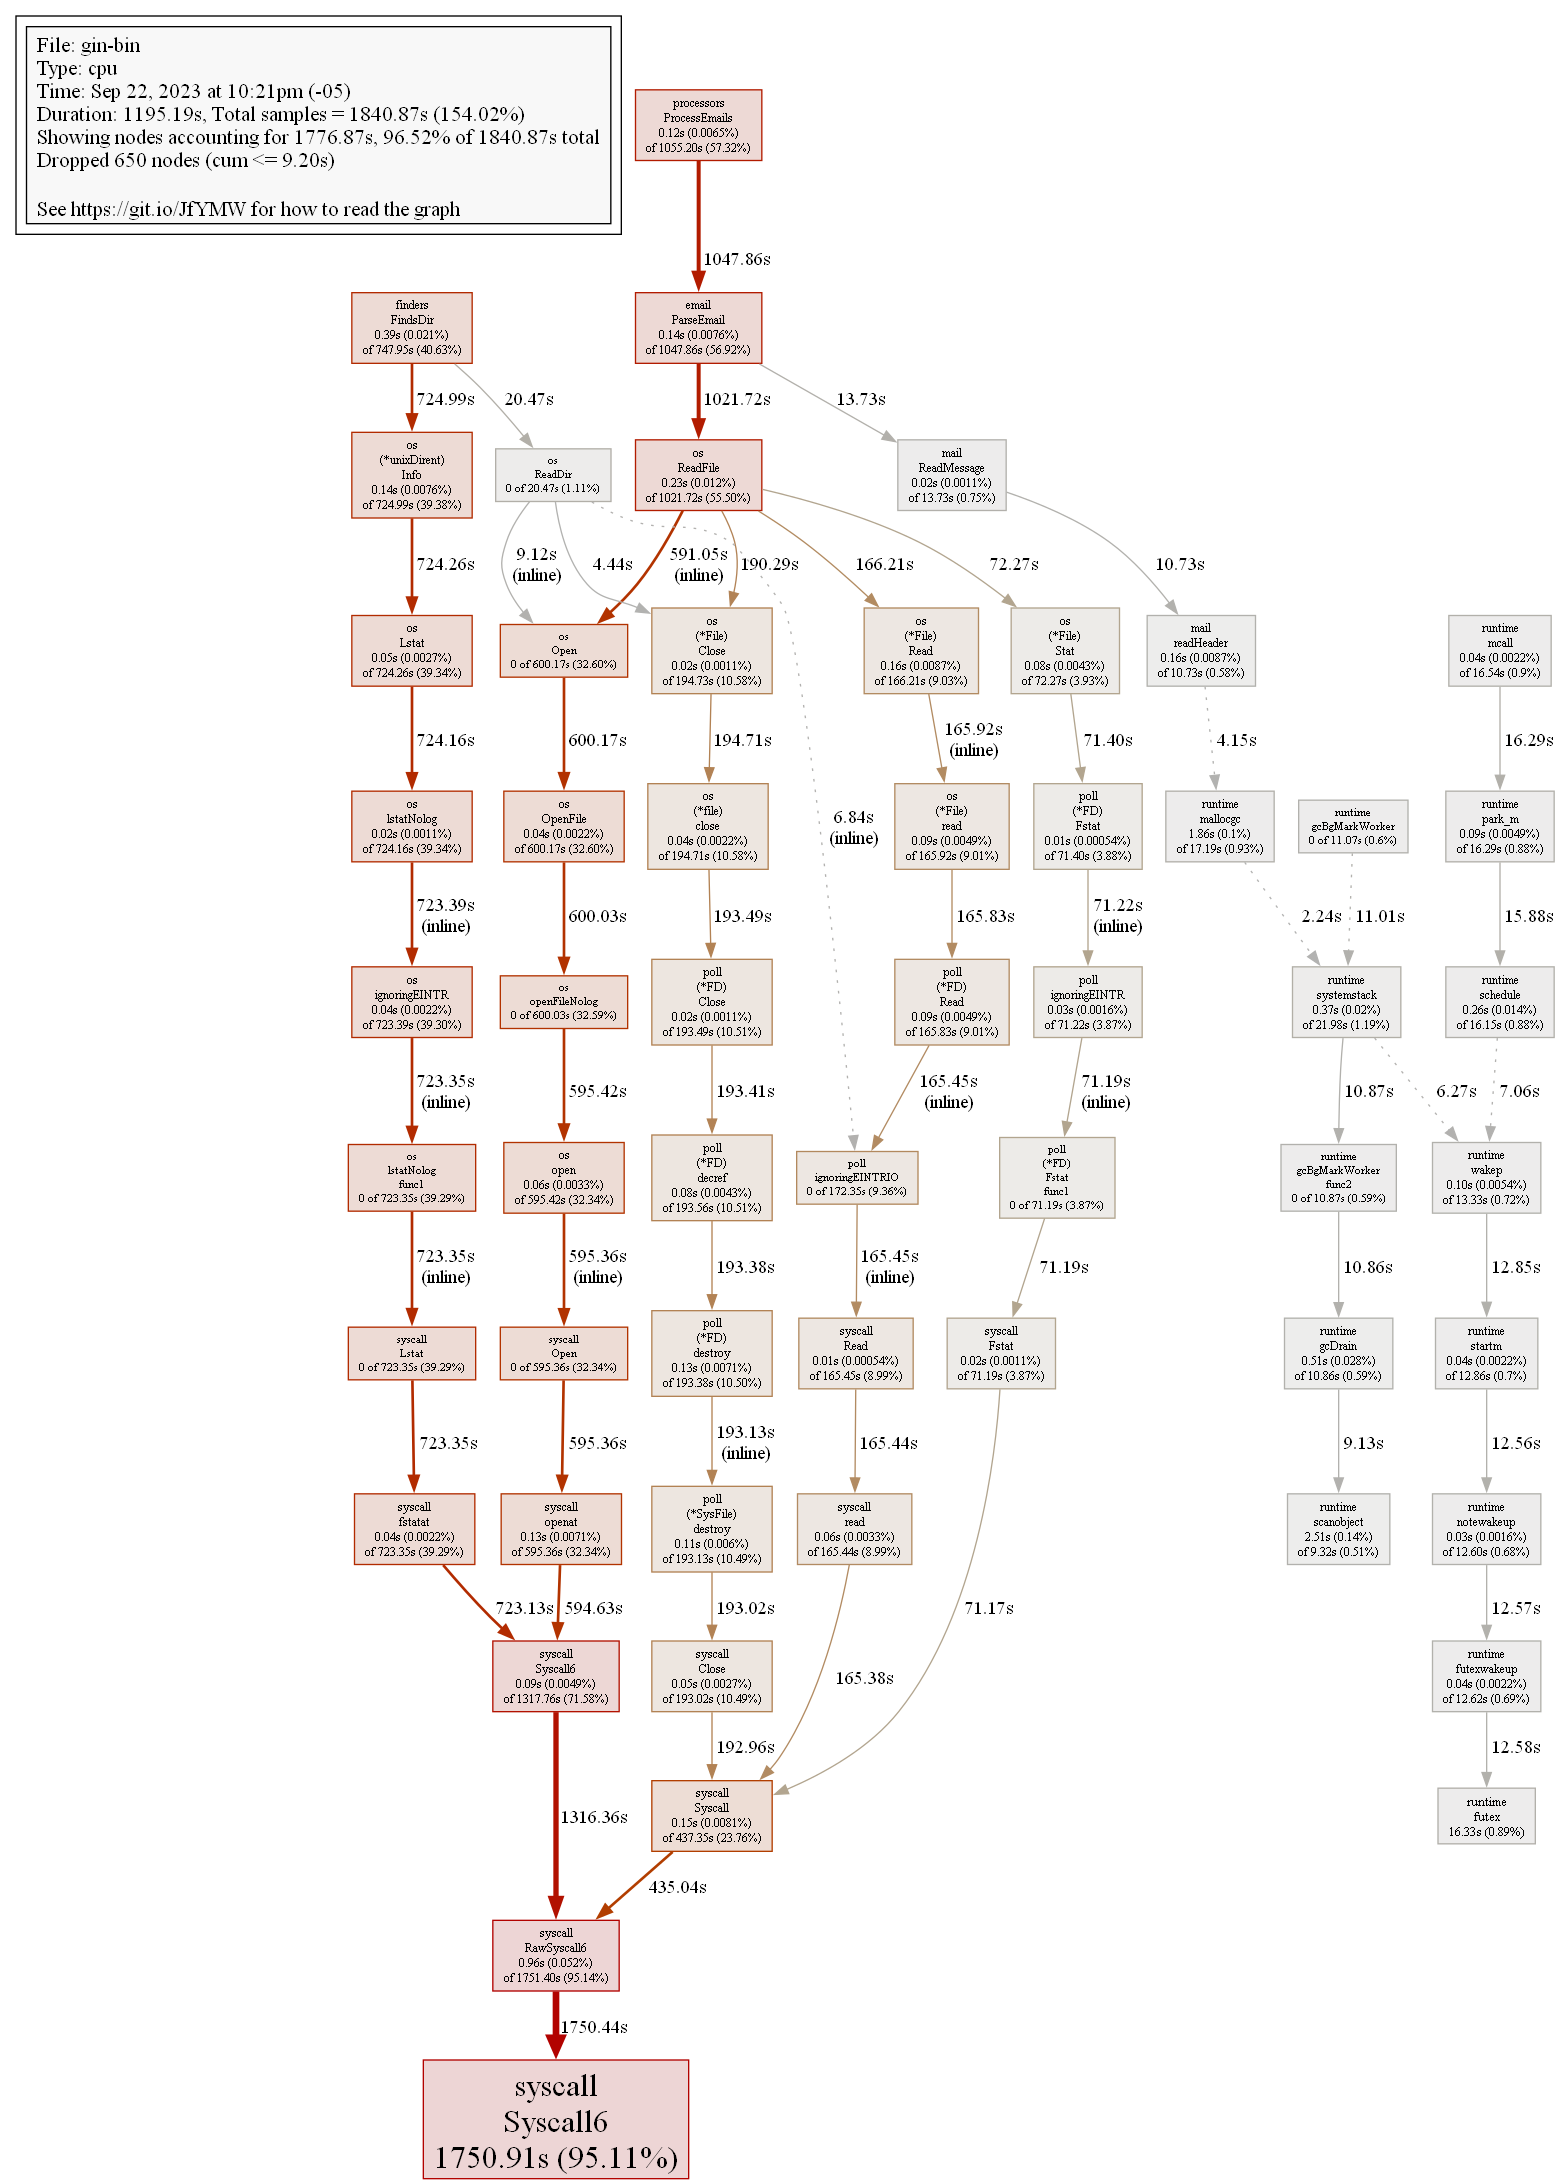 File: gin-bin
Type: cpu
Time: Sep 22, 2023 at 10:21pm (-05)
Duration: 1195.19s, Total samples = 1840.87s (154.02%)
Showing nodes accounting for 1776.87s, 96.52% of 1840.87s total
Dropped 650 nodes (cum <= 9.20s)
See https://git.io/JfYMW for how to read the graph
processors
ProcessEmails
0.12s (0.0065%)
of 1055.20s (57.32%)
1047.86s
finders
FindsDir
0.39s (0.021%)
of 747.95s (40.63%)
email
ParseEmail
0.14s (0.0076%)
of 1047.86s (56.92%)
724.99s
20.47s
1021.72s
13.73s
os
(*unixDirent)
Info
0.14s (0.0076%)
of 724.99s (39.38%)
os
ReadDir
0 of 20.47s (1.11%)
os
ReadFile
0.23s (0.012%)
of 1021.72s (55.50%)
mail
ReadMessage
0.02s (0.0011%)
of 13.73s (0.75%)
724.26s
9.12s
(inline)
4.44s
591.05s
(inline)
190.29s
166.21s
72.27s
10.73s
os
Lstat
0.05s (0.0027%)
of 724.26s (39.34%)
os
Open
0 of 600.17s (32.60%)
os
(*File)
Close
0.02s (0.0011%)
of 194.73s (10.58%)
os
(*File)
Read
0.16s (0.0087%)
of 166.21s (9.03%)
os
(*File)
Stat
0.08s (0.0043%)
of 72.27s (3.93%)
mail
readHeader
0.16s (0.0087%)
of 10.73s (0.58%)
runtime
mcall
0.04s (0.0022%)
of 16.54s (0.9%)
724.16s
600.17s
194.71s
165.92s
(inline)
71.40s
4.15s
16.29s
os
lstatNolog
0.02s (0.0011%)
of 724.16s (39.34%)
os
OpenFile
0.04s (0.0022%)
of 600.17s (32.60%)
os
(*file)
close
0.04s (0.0022%)
of 194.71s (10.58%)
6.84s
(inline)
os
(*File)
read
0.09s (0.0049%)
of 165.92s (9.01%)
poll
(*FD)
Fstat
0.01s (0.00054%)
of 71.40s (3.88%)
runtime
mallocgc
1.86s (0.1%)
of 17.19s (0.93%)
runtime
gcBgMarkWorker
0 of 11.07s (0.6%)
runtime
park_m
0.09s (0.0049%)
of 16.29s (0.88%)
723.39s
(inline)
600.03s
193.49s
165.83s
71.22s
(inline)
2.24s
11.01s
15.88s
os
ignoringEINTR
0.04s (0.0022%)
of 723.39s (39.30%)
os
openFileNolog
0 of 600.03s (32.59%)
poll
(*FD)
Close
0.02s (0.0011%)
of 193.49s (10.51%)
poll
(*FD)
Read
0.09s (0.0049%)
of 165.83s (9.01%)
poll
ignoringEINTR
0.03s (0.0016%)
of 71.22s (3.87%)
runtime
systemstack
0.37s (0.02%)
of 21.98s (1.19%)
runtime
schedule
0.26s (0.014%)
of 16.15s (0.88%)
723.35s
(inline)
595.42s
193.41s
165.45s
(inline)
71.19s
(inline)
10.87s
6.27s
7.06s
os
lstatNolog
func1
0 of 723.35s (39.29%)
os
open
0.06s (0.0033%)
of 595.42s (32.34%)
poll
(*FD)
decref
0.08s (0.0043%)
of 193.56s (10.51%)
poll
ignoringEINTRIO
0 of 172.35s (9.36%)
poll
(*FD)
Fstat
func1
0 of 71.19s (3.87%)
runtime
gcBgMarkWorker
func2
0 of 10.87s (0.59%)
runtime
wakep
0.10s (0.0054%)
of 13.33s (0.72%)
723.35s
(inline)
595.36s
(inline)
193.38s
165.45s
(inline)
71.19s
10.86s
12.85s
syscall
Lstat
0 of 723.35s (39.29%)
syscall
Open
0 of 595.36s (32.34%)
poll
(*FD)
destroy
0.13s (0.0071%)
of 193.38s (10.50%)
syscall
Read
0.01s (0.00054%)
of 165.45s (8.99%)
syscall
Fstat
0.02s (0.0011%)
of 71.19s (3.87%)
runtime
gcDrain
0.51s (0.028%)
of 10.86s (0.59%)
runtime
startm
0.04s (0.0022%)
of 12.86s (0.7%)
723.35s
595.36s
193.13s
(inline)
165.44s
9.13s
12.56s
syscall
fstatat
0.04s (0.0022%)
of 723.35s (39.29%)
syscall
openat
0.13s (0.0071%)
of 595.36s (32.34%)
poll
(*SysFile)
destroy
0.11s (0.006%)
of 193.13s (10.49%)
syscall
read
0.06s (0.0033%)
of 165.44s (8.99%)
runtime
scanobject
2.51s (0.14%)
of 9.32s (0.51%)
runtime
notewakeup
0.03s (0.0016%)
of 12.60s (0.68%)
723.13s
594.63s
193.02s
71.17s
12.57s
syscall
Syscall6
0.09s (0.0049%)
of 1317.76s (71.58%)
syscall
Close
0.05s (0.0027%)
of 193.02s (10.49%)
165.38s
runtime
futexwakeup
0.04s (0.0022%)
of 12.62s (0.69%)
192.96s
12.58s
1316.36s
syscall
Syscall
0.15s (0.0081%)
of 437.35s (23.76%)
runtime
futex
16.33s (0.89%)
435.04s
syscall
RawSyscall6
0.96s (0.052%)
of 1751.40s (95.14%)
1750.44s
syscall
Syscall6
1750.91s (95.11%)